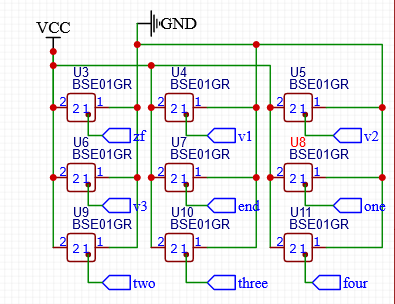 VCC
GND
U3 U4 U5
BSE01GR BSE01GR BSE01GR
2 2 1 1 2 2 1 1 2 2 1 1
zf v1 v2
U6 U7 U8
BSE01GR BSE01GR BSE01GR
2 2 1 1 2 2 1 1 2 2 1 1
v3 end one
U9 U10 U11
BSE01GR BSE01GR BSE01GR
2 2 1 1 2 2 1 1 2 2 1 1
two three four